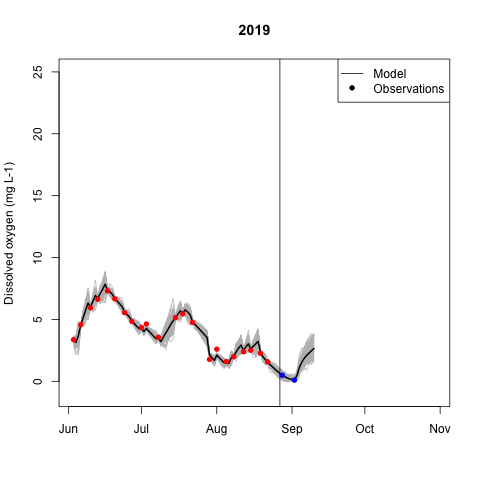 2019
Model
Observations
Dissolved oxygen (mg L-1)
25
20
15
10
5
0
Jun Jul Aug Sep Oct Nov